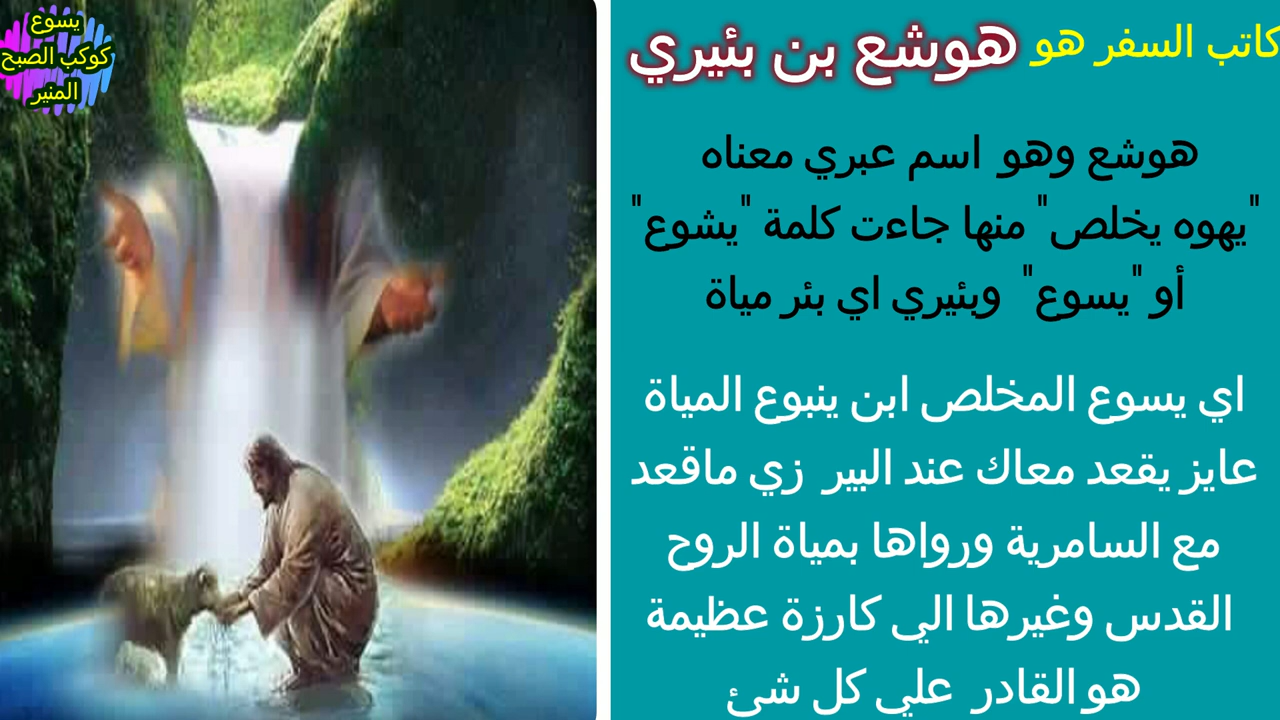 يسوع
كوكب الصبح
المنير
كاتب السفر هو هوشع بن بئيري
هوشع وهو اسم عبري معناه
"يهوه يخلص" منها جاءت كلمة "يشوع"
أو "يسوع" وبئيري اي بئر مياة
اي يسوع المخلص ابن ينبوع المياة
عايز يقعد معاك عند البير زي ماقعد
مع السامرية ورواها بمياة الروح
القدس وغيرها الي كارزة عظيمة
هو القادر علي كل شئ